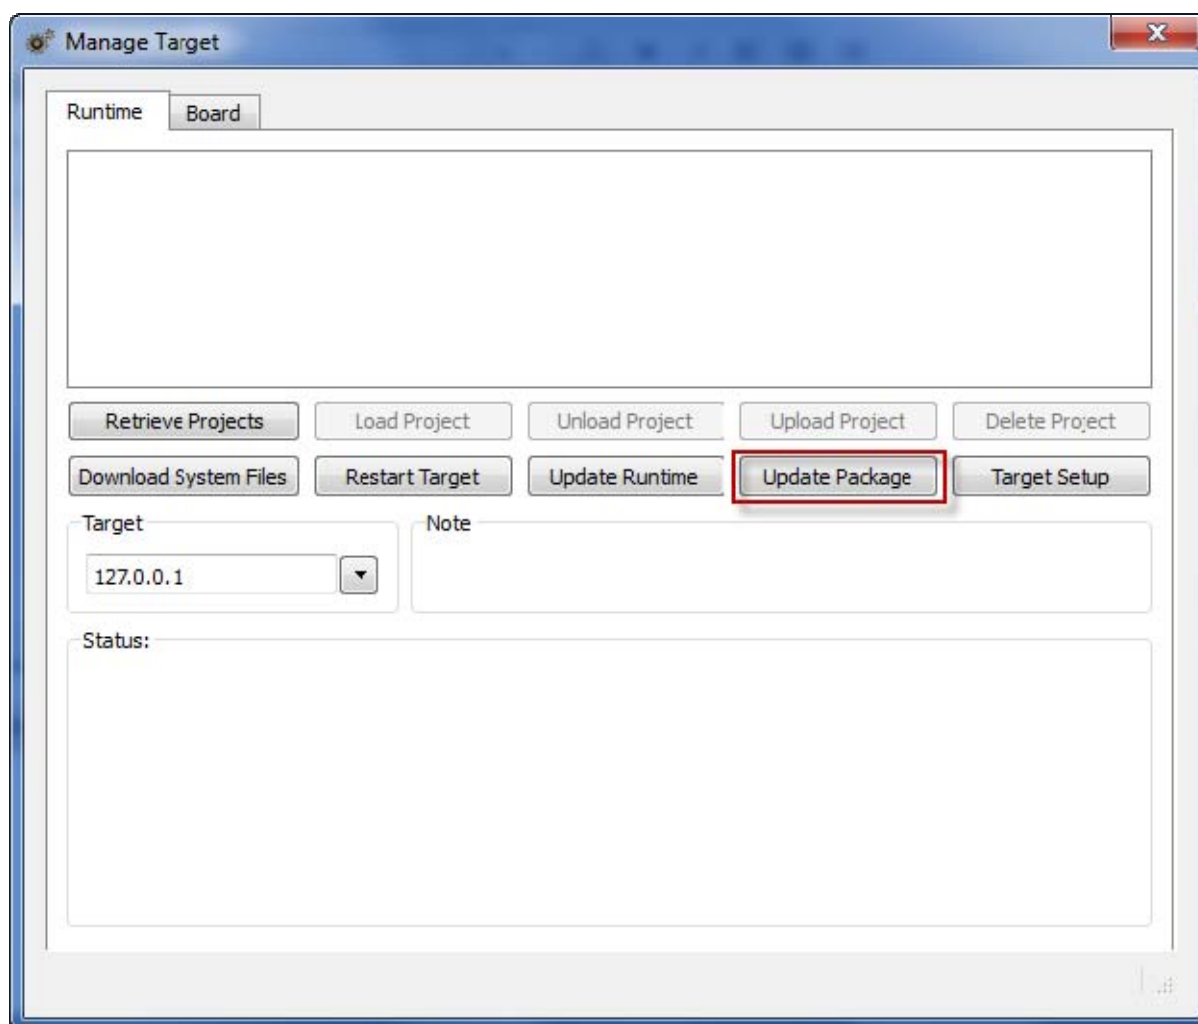 Manage Target
Runtime Board
Retrieve Projects Load Project Unload Project Upload Project Delete Project
Download System Files Restart Target Update Runtime Update Package Target Setup
Target Note
127.0.0.1
Status: